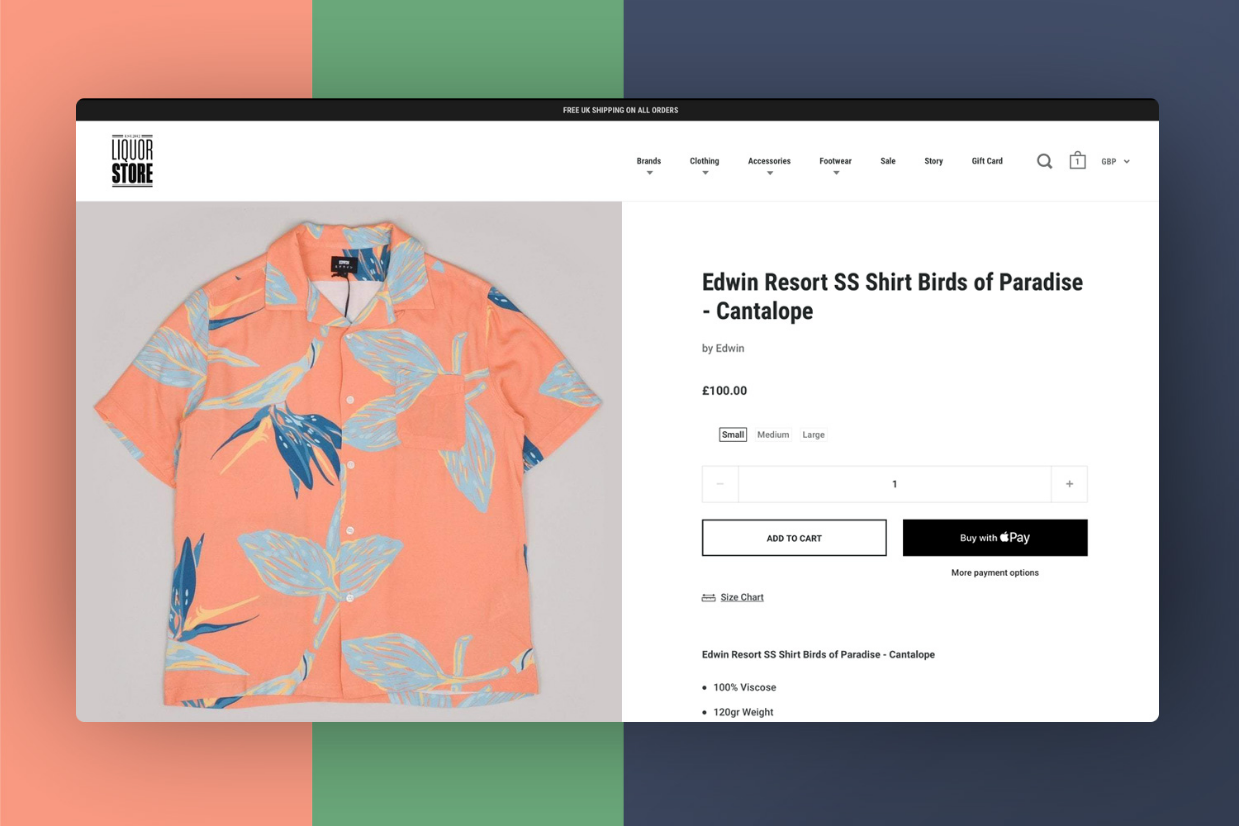 FREE UK SHIPPING ON ALL ORDERS
LIQUOR
STORE
Brands Clothing Accessories Footwear Sale Story Gift Card 1 GBP
EDWIN
Edwin Resort SS Shirt Birds of Paradise
- Cantalope
by Edwin
£100.00
Small Medium Large
− 1 +
ADD TO CART Buy with Pay
More payment options
Size Chart
Edwin Resort SS Shirt Birds of Paradise - Cantalope
• 100% Viscose
• 120gr Weight